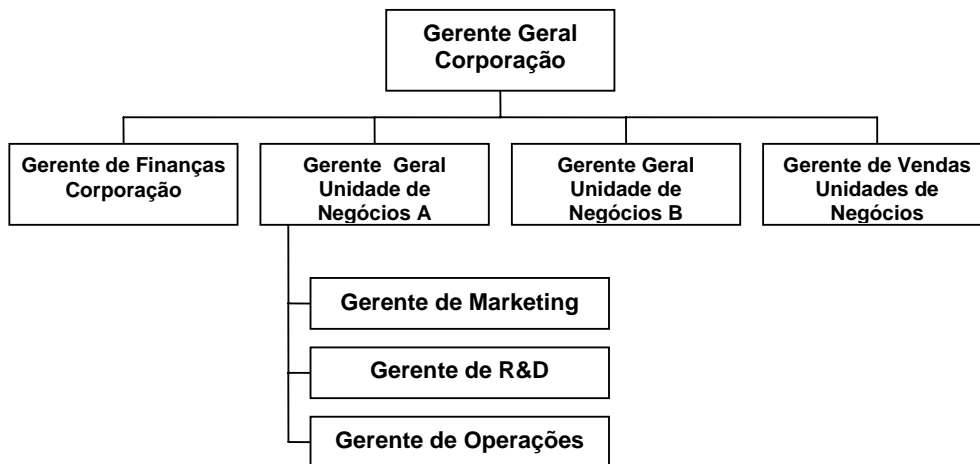 Gerente Geral
Corporação
Gerente de Finanças
Corporação
Gerente Geral
Unidade de
Negócios A
Gerente Geral
Unidade de
Negócios B
Gerente de Vendas
Unidades de
Negócios
Gerente de Marketing
Gerente de R&D
Gerente de Operações